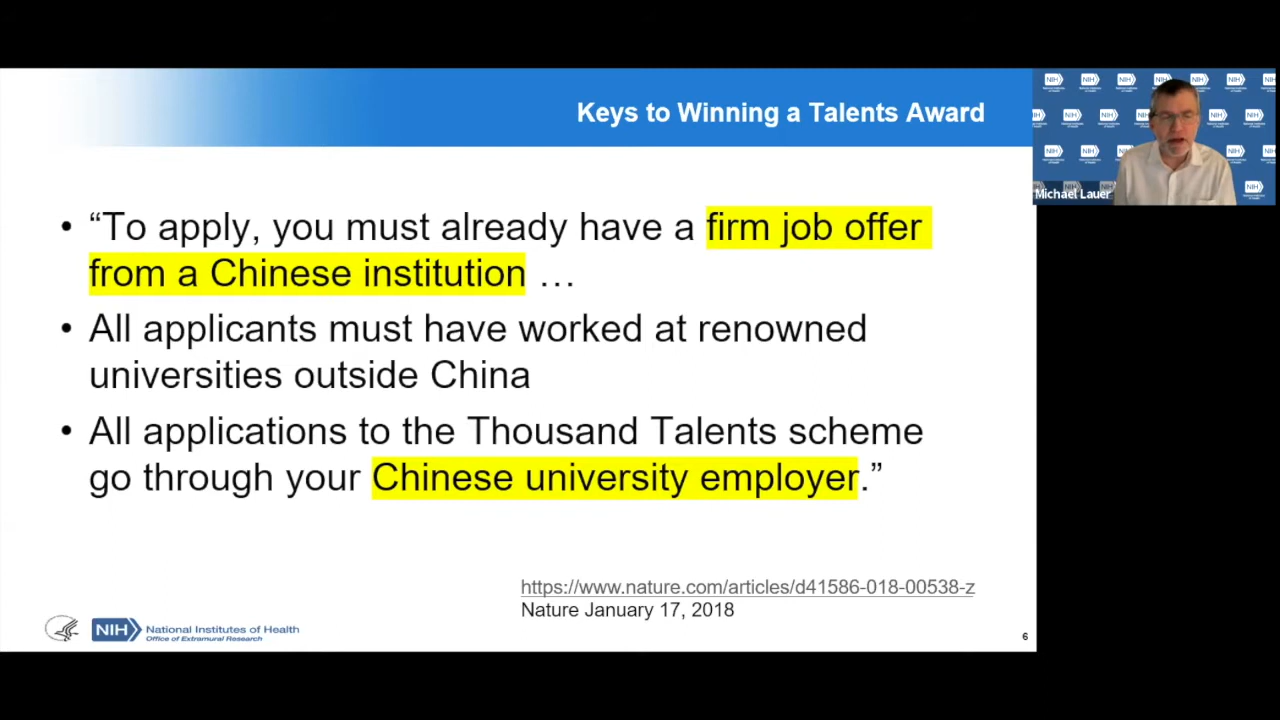 Keys to Winning a Talents Award
• “To apply, you must already have a firm job offer
from a Chinese institution …
• All applicants must have worked at renowned
universities outside China
• All applications to the Thousand Talents scheme
go through your Chinese university employer.”
https://www.nature.com/articles/d41586-018-00538-z
Nature January 17, 2018
NIH National Institutes of Health
Office of Extramural Research
6
Michael Lauer